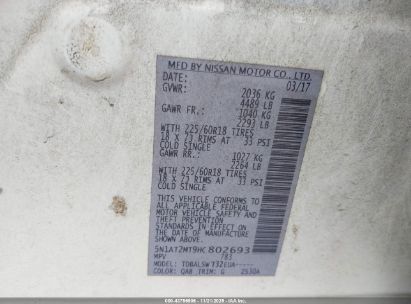 MFD BY NISSAN MOTOR CO., LTD.
DATE: 03/17
GVWR: 2036 KG
4489 LB
GAWR FR.: 1040 KG
2293 LB
WITH 225/60R18 TIRES
18 X 7J RIMS AT 33 PSI
COLD SINGLE
GAWR RR.: 1027 KG
2264 LB
WITH 225/60R18 TIRES
18 X 7J RIMS AT 33 PSI
COLD SINGLE
THIS VEHICLE CONFORMS TO
ALL APPLICABLE FEDERAL
MOTOR VEHICLE SAFETY AND
THEFT PREVENTION STANDARDS
IN EFFECT ON THE
DATE OF MANUFACTURE
SHOWN ABOVE.
5N1AT2MT9HC802693
MPV 783
MODEL:
COLOR: QAB TRIM: G